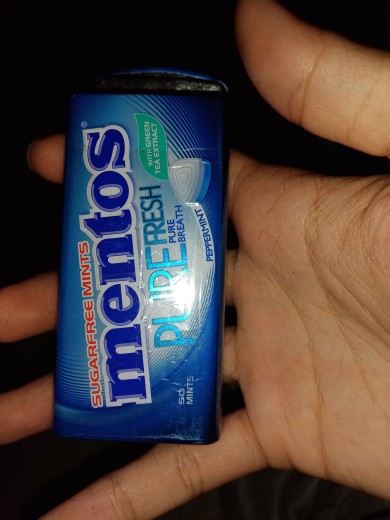 SUGARFREE MINTS
mentos®
PURE FRESH
PURE
BREATH
WITH GREEN
TEA EXTRACT
PEPPERMINT
50
MINTS